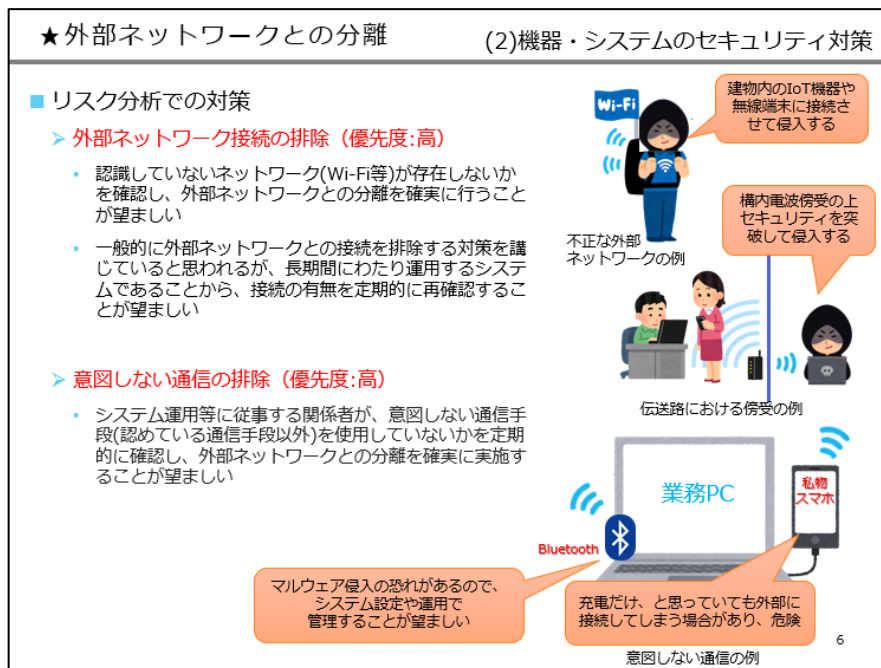 ★外部ネットワークとの分離
(2)機器・システムのセキュリティ対策
■ リスク分析での対策
➢ 外部ネットワーク接続の排除（優先度:高）
• 認識していないネットワーク(Wi-Fi等)が存在しないか
を確認し、外部ネットワークとの分離を確実に行うこと
が望ましい
• 一般的に外部ネットワークとの接続を排除する対策を講
じていると思われるが、長期間にわたり運用するシステ
ムであることから、接続の有無を定期的に再確認するこ
とが望ましい
➢ 意図しない通信の排除（優先度:高）
• システム運用等に従事する関係者が、意図しない通信手
段(認めている通信手段以外)を使用していないかを定期
的に確認し、外部ネットワークとの分離を確実に実施す
ることが望ましい
Wi-Fi
建物内のIoT機器や
無線端末に接続さ
せて侵入する
不正な外部
ネットワークの例
構内電波傍受の上
セキュリティを突
破して侵入する
伝送路における傍受の例
業務PC
私物
スマホ
Bluetooth
マルウェア侵入の恐れがあるので、
システム設定や運用で
管理することが望ましい
充電だけ、と思っていても外部に
接続してしまう場合があり、危険
意図しない通信の例
6